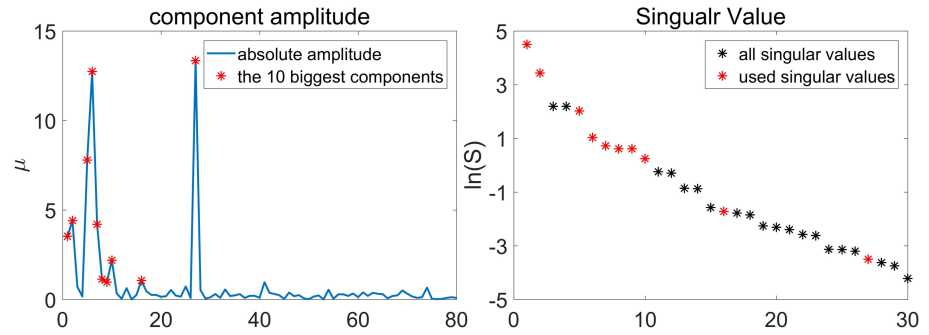 component amplitude
15
10
5
0
μ
absolute amplitude
the 10 biggest components
0
20
40
60
80
Singualr Value
5
3
1
-1
-3
-5
ln(S)
all singular values
used singular values
0
10
20
30